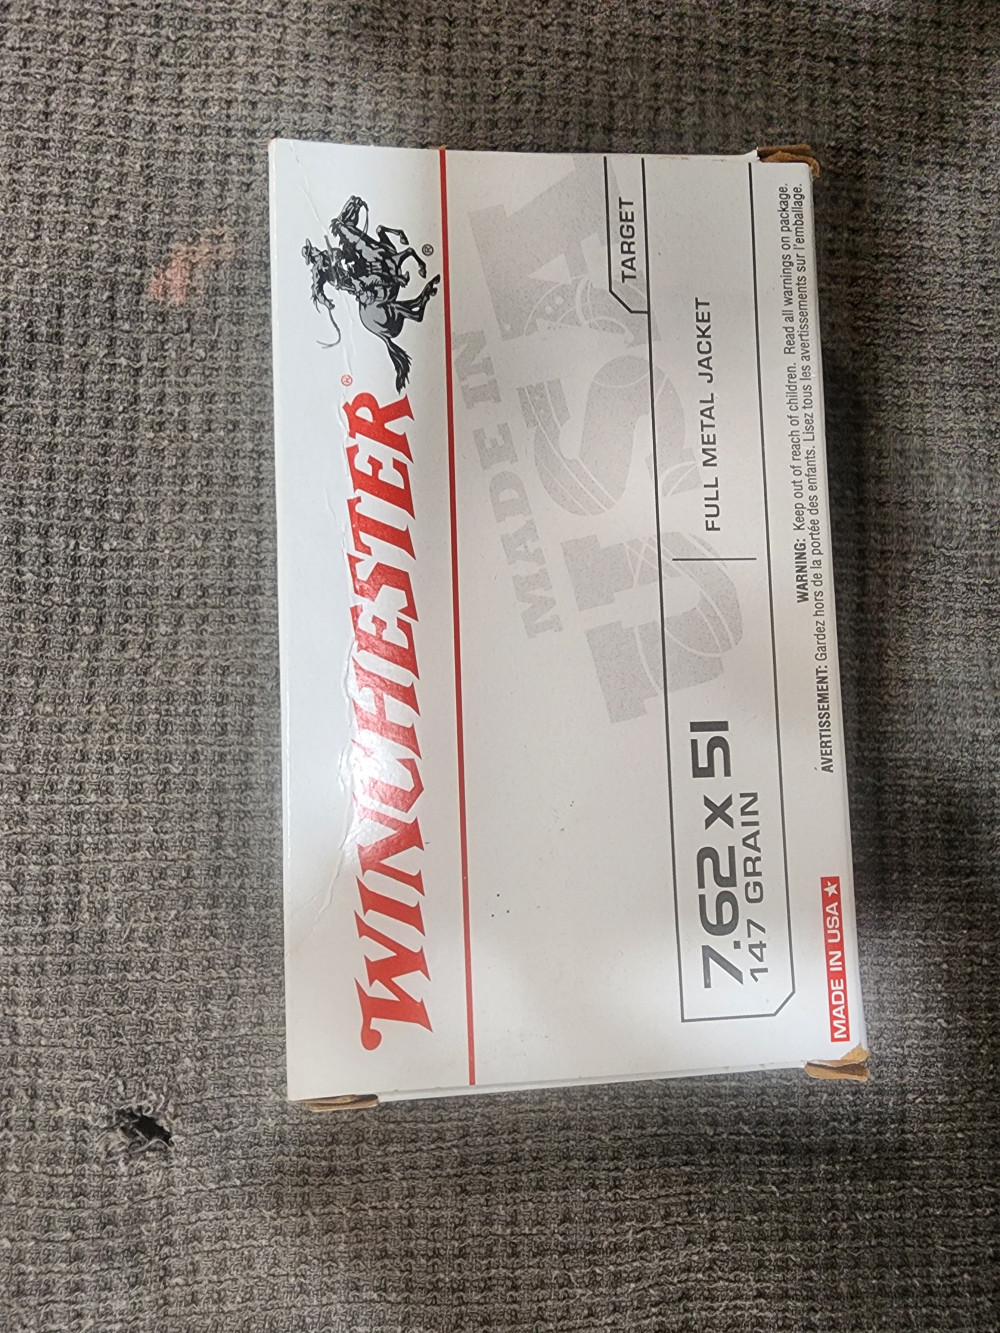 WINCHESTER®
®
MADE IN
USA
TARGET
7.62 x 51
147 GRAIN
FULL METAL JACKET
WARNING: Keep out of reach of children. Read all warnings on package.
AVERTISSEMENT: Gardez hors de la portée des enfants. Lisez tous les avertissements sur l'emballage.
MADE IN USA ★